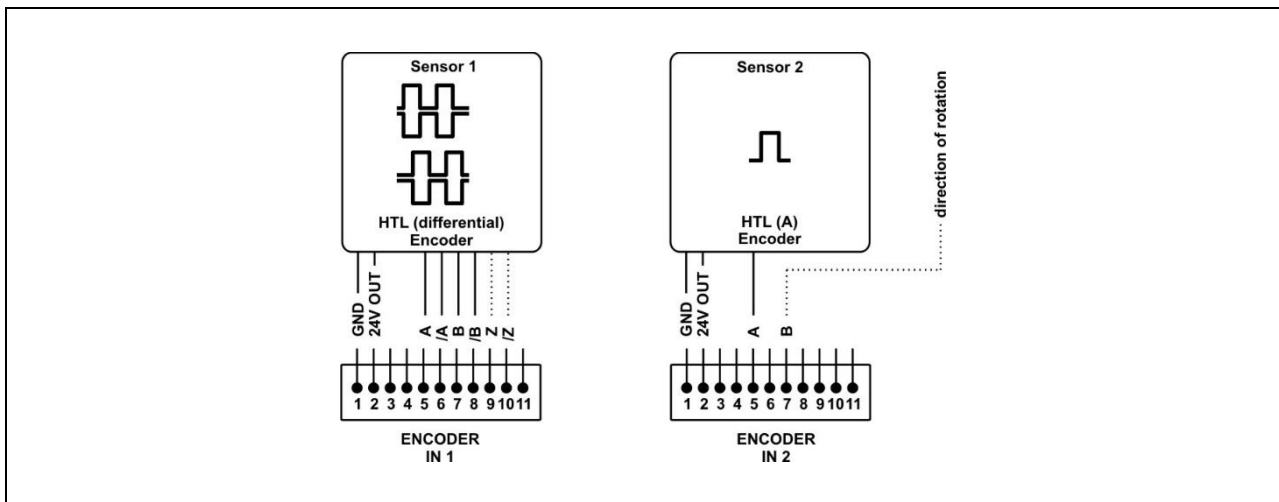 Sensor 1
HTL (differential)
Encoder
GND
24V OUT
A
/A
B
/B
Z
/Z
1 2 3 4 5 6 7 8 9 10 11
ENCODER
IN 1
Sensor 2
HTL (A)
Encoder
direction of rotation
GND
24V OUT
A
B
1 2 3 4 5 6 7 8 9 10 11
ENCODER
IN 2